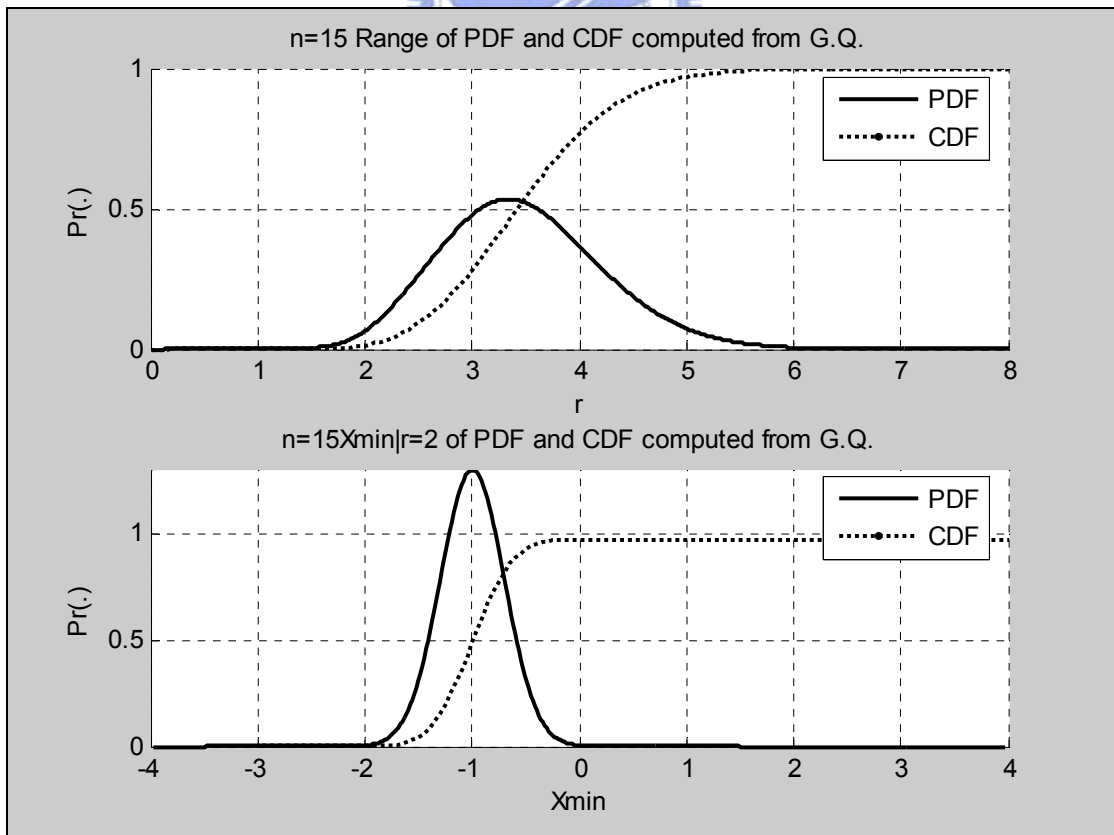 n=15 Range of PDF and CDF computed from G.Q.
1
0.5
0
Pr(.)
PDF
CDF
0 1 2 3 4 5 6 7 8
r
n=15Xmin|r=2 of PDF and CDF computed from G.Q.
1
0.5
0
Pr(.)
PDF
CDF
-4 -3 -2 -1 0 1 2 3 4
Xmin